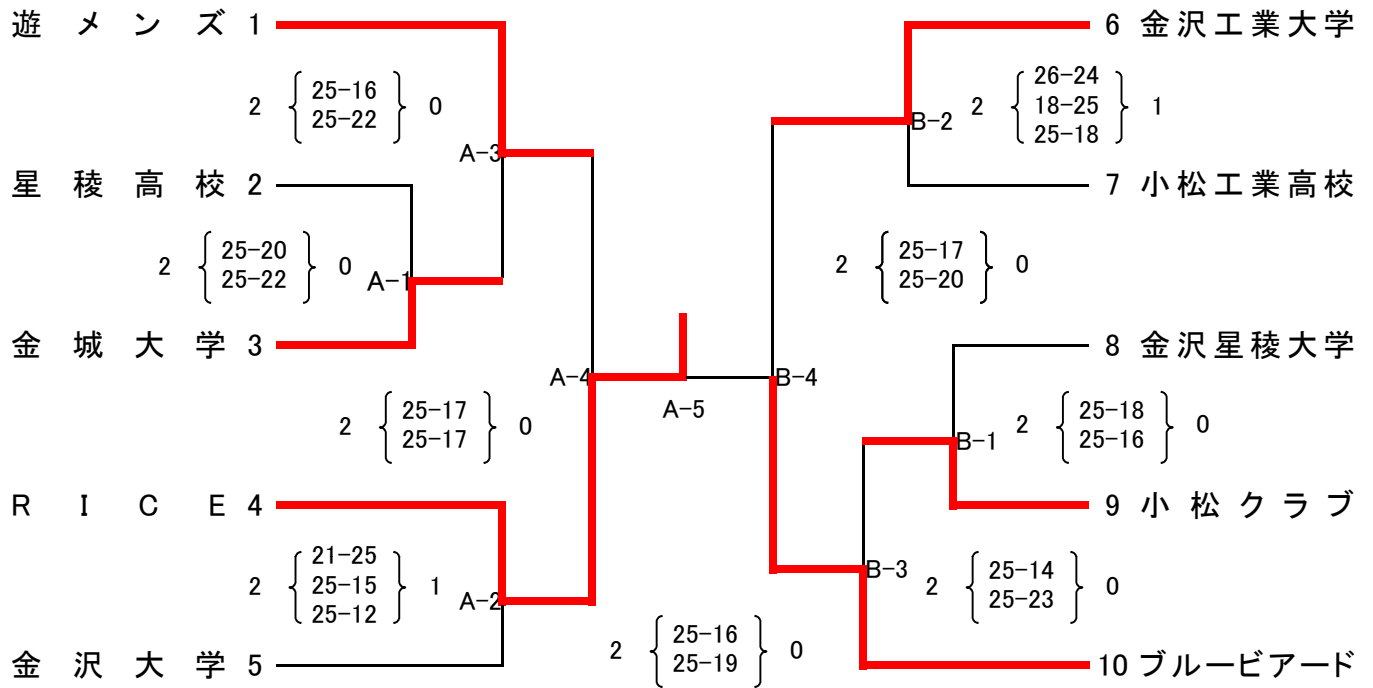 遊メンズ 1
6 金沢工業大学
2 25-16 0
25-22
26-24
2 18-25 1
25-18
B-2
A-3
星稜高校 2
7 小松工業高校
2 25-20 0
25-22
A-1
2 25-17 0
25-20
金城大学 3
8 金沢星稜大学
A-4
B-4
A-5
2 25-17 0
25-17
2 25-18 0
25-16
B-1
RICE 4
9 小松クラブ
21-25
2 25-15 1
25-12
A-2
B-3
2 25-14 0
25-23
2 25-16 0
25-19
金沢大学 5
10 ブルービアード